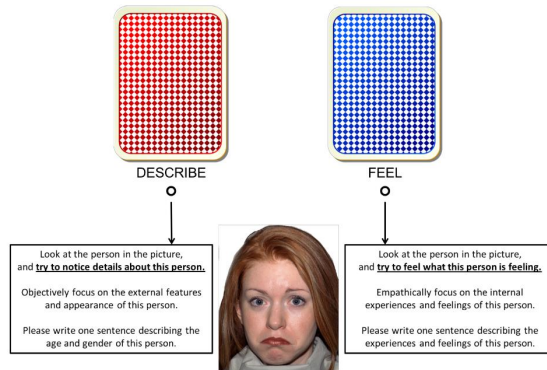 DESCRIBE
FEEL
Look at the person in the picture,
and try to notice details about this person.
Objectively focus on the external features
and appearance of this person.
Please write one sentence describing the
age and gender of this person.
Look at the person in the picture,
and try to feel what this person is feeling.
Empathically focus on the internal
experiences and feelings of this person.
Please write one sentence describing the
experiences and feelings of this person.